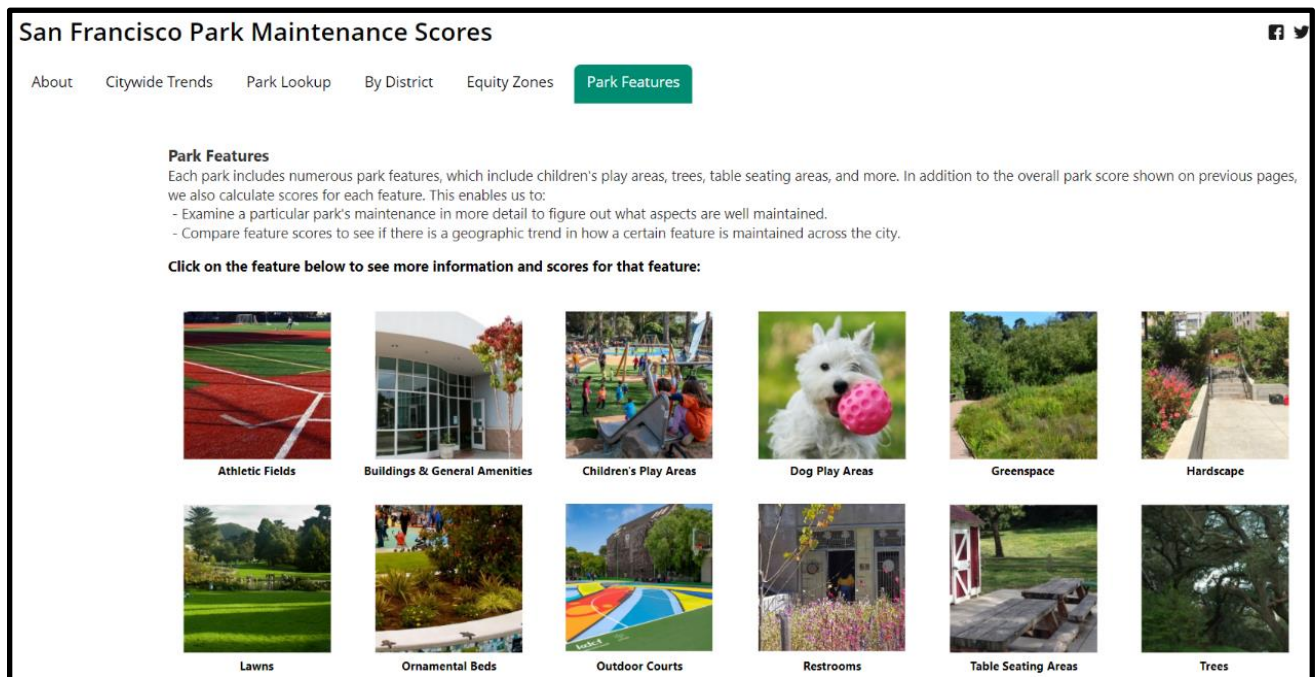 San Francisco Park Maintenance Scores
About Citywide Trends Park Lookup By District Equity Zones Park Features
Park Features
Each park includes numerous park features, which include children's play areas, trees, table seating areas, and more. In addition to the overall park score shown on previous pages,
we also calculate scores for each feature. This enables us to:
- Examine a particular park's maintenance in more detail to figure out what aspects are well maintained.
- Compare feature scores to see if there is a geographic trend in how a certain feature is maintained across the city.
Click on the feature below to see more information and scores for that feature:
Athletic Fields Buildings & General Amenities Children's Play Areas Dog Play Areas Greenspace Hardscape
Lawns Ornamental Beds Outdoor Courts Restrooms Table Seating Areas Trees